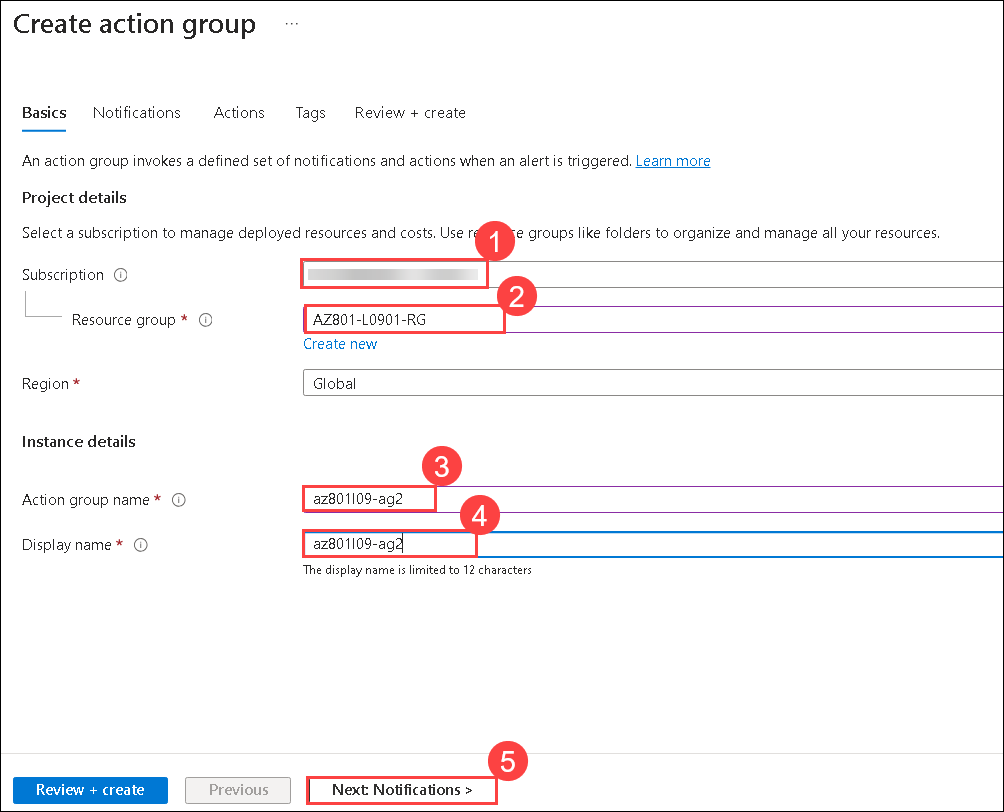 Create action group ...
Basics Notifications Actions Tags Review + create
An action group invokes a defined set of notifications and actions when an alert is triggered. Learn more
Project details
Select a subscription to manage deployed resources and costs. Use groups like folders to organize and manage all your resources.
1
Subscription
2
Resource group * AZ801-L0901-RG
Create new
Region * Global
Instance details
3
Action group name * az801l09-ag2
4
Display name * az801l09-ag2
The display name is limited to 12 characters
5
Review + create Previous Next: Notifications >